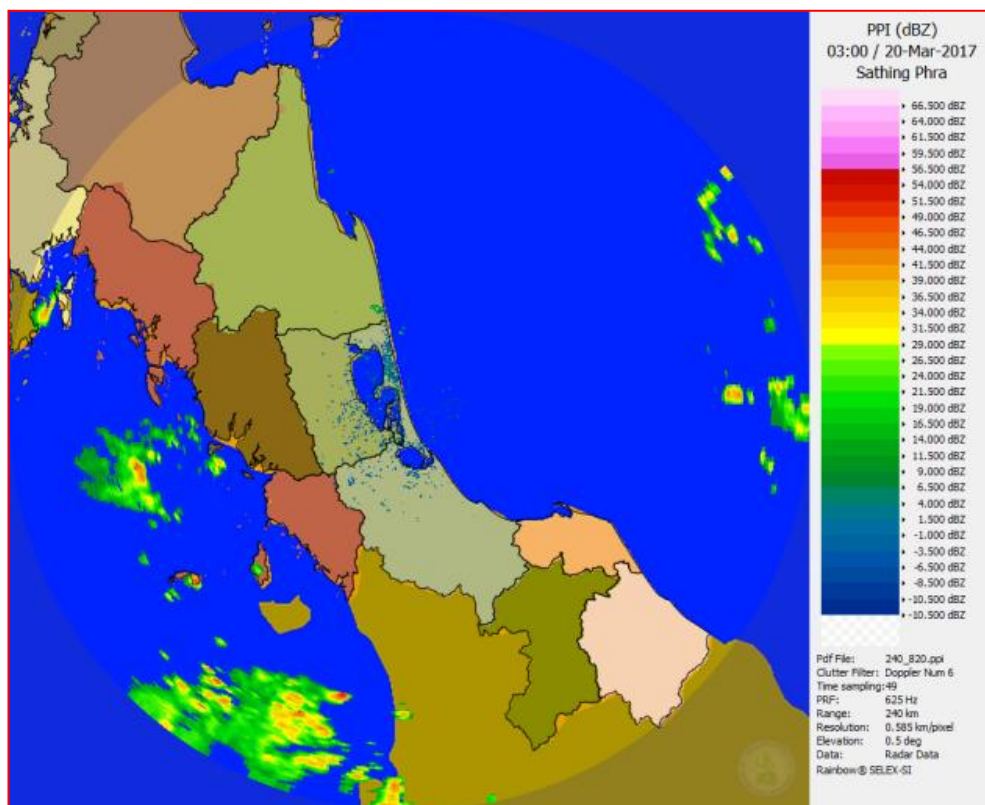 PPI (dBZ)
03:00 / 20-Mar-2017
Sathing Phra
66.500 dBZ
64.000 dBZ
61.500 dBZ
59.500 dBZ
56.500 dBZ
54.000 dBZ
51.500 dBZ
49.000 dBZ
46.500 dBZ
44.000 dBZ
41.500 dBZ
39.000 dBZ
36.500 dBZ
34.000 dBZ
31.500 dBZ
29.000 dBZ
26.500 dBZ
24.000 dBZ
21.500 dBZ
19.000 dBZ
16.500 dBZ
14.000 dBZ
11.500 dBZ
9.000 dBZ
6.500 dBZ
4.000 dBZ
1.500 dBZ
-1.000 dBZ
-3.500 dBZ
-6.500 dBZ
-8.500 dBZ
-10.500 dBZ
-10.500 dBZ
Pdf File: 240_820.ppi
Clutter Filter: Doppler Num 6
Time sampling:49
PRF: 625 Hz
Range: 240 km
Resolution: 0.585 km/pixel
Elevation: 0.5 deg
Data: Radar Data
Rainbow® SELEX-SI